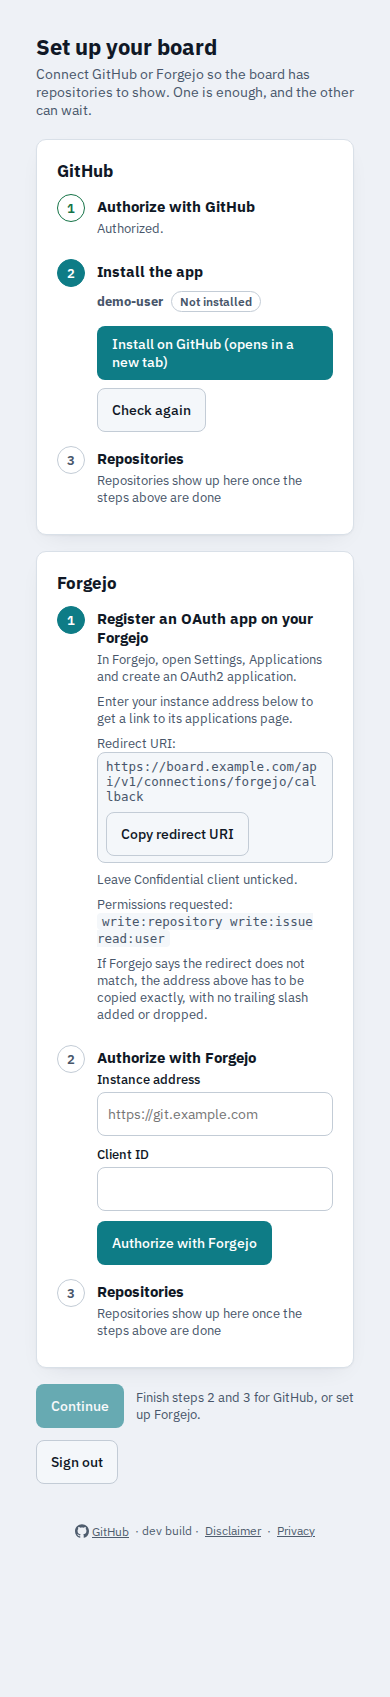 Set up your board
Connect GitHub or Forgejo so the board has
repositories to show. One is enough, and the other
can wait.
GitHub
1
Authorize with GitHub
Authorized.
2
Install the app
demo-user Not installed
Install on GitHub (opens in a
new tab)
Check again
3
Repositories
Repositories show up here once the
steps above are done
Forgejo
1
Register an OAuth app on your
Forgejo
In Forgejo, open Settings, Applications
and create an OAuth2 application.
Enter your instance address below to
get a link to its applications page.
Redirect URI:
https://board.example.com/ap
i/v1/connections/forgejo/cal
lback
Copy redirect URI
Leave Confidential client unticked.
Permissions requested:
write:repository write:issue
read:user
If Forgejo says the redirect does not
match, the address above has to be
copied exactly, with no trailing slash
added or dropped.
2
Authorize with Forgejo
Instance address
https://git.example.com
Client ID
Authorize with Forgejo
3
Repositories
Repositories show up here once the
steps above are done
Continue
Finish steps 2 and 3 for GitHub, or set
up Forgejo.
Sign out
GitHub · dev build · Disclaimer · Privacy